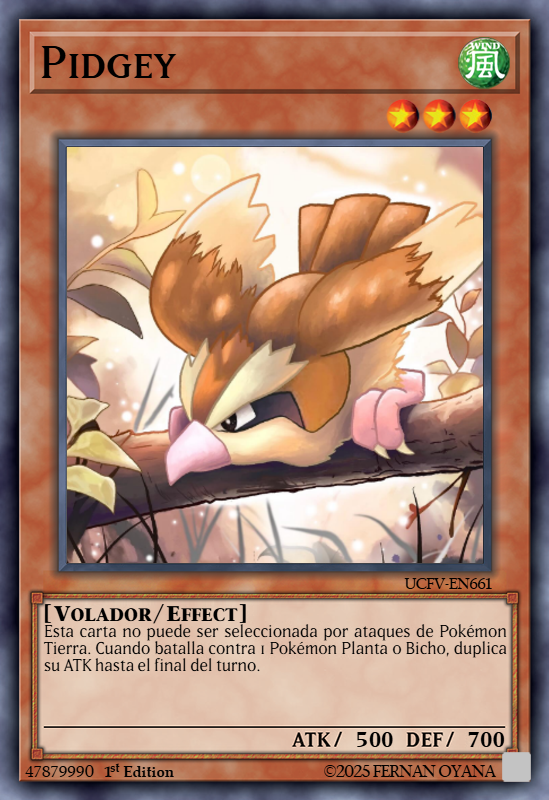 PIDGEY
WIND
風
UCFV-EN661
[VOLADOR/EFFECT]
Esta carta no puede ser seleccionada por ataques de Pokémon
Tierra. Cuando batalla contra 1 Pokémon Planta o Bicho, duplica
su ATK hasta el final del turno.
ATK/ 500 DEF/ 700
47879990 1st Edition ©2025 FERNAN OYANA